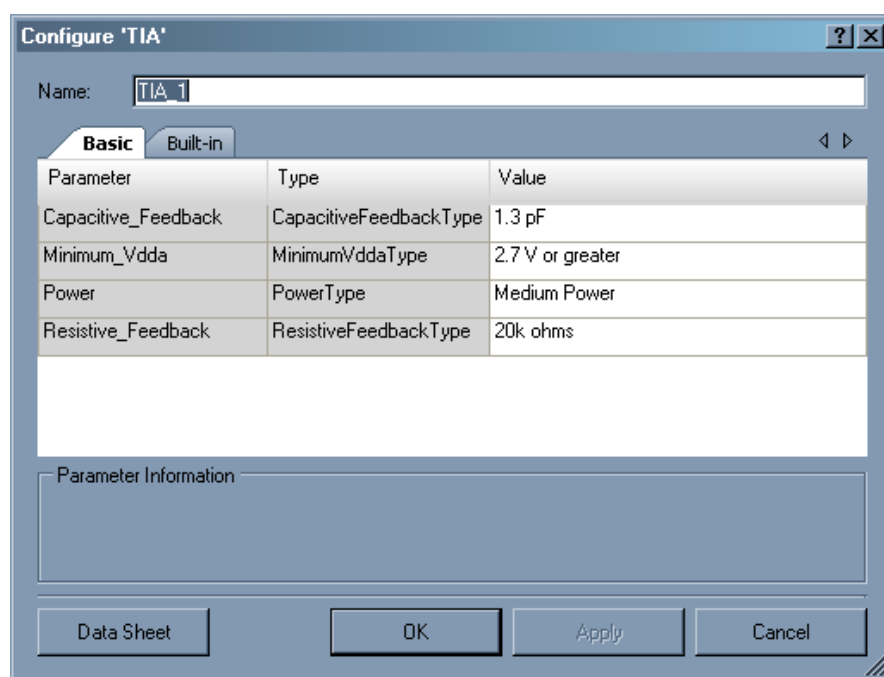 Configure 'TIA'
Name: TIA_1
Basic Built-in
Parameter Type Value
Capacitive_Feedback CapacitiveFeedbackType 1.3 pF
Minimum_Vdda MinimumVddaType 2.7 V or greater
Power PowerType Medium Power
Resistive_Feedback ResistiveFeedbackType 20k ohms
Parameter Information
Data Sheet OK Apply Cancel